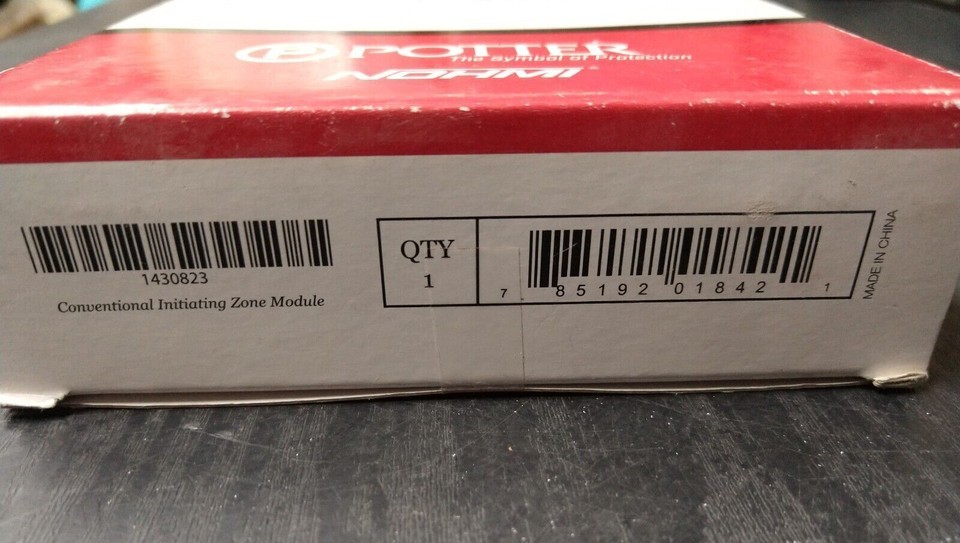 POTTER
The Symbol of Protection
NOHMI
1430823
Conventional Initiating Zone Module
QTY
1
7 85192 01842 1
MADE IN CHINA